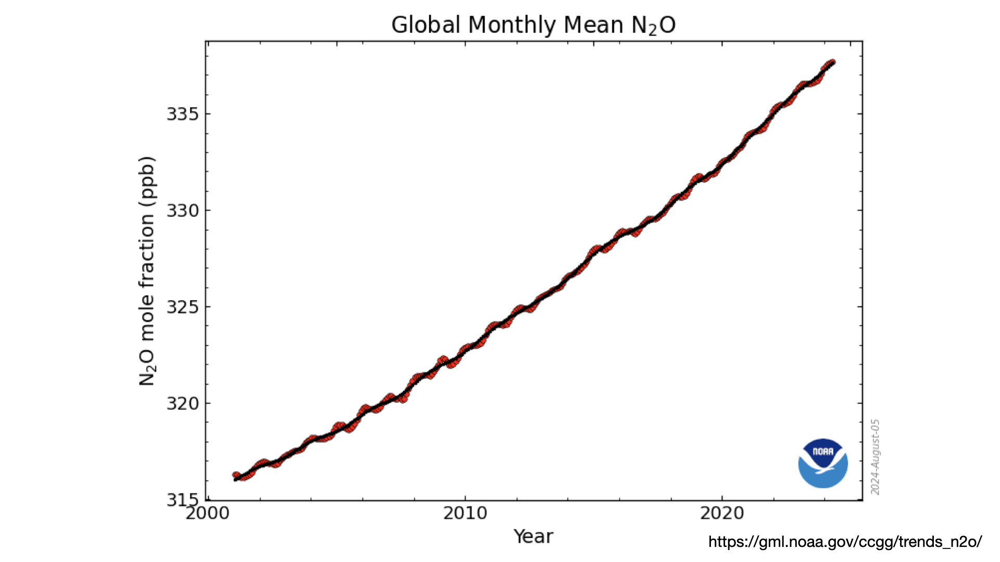 Global Monthly Mean N₂O
N₂O mole fraction (ppb)
335
330
325
320
315
2000
2010
2020
Year
NOAA
2024-August-05
https://gml.noaa.gov/ccgg/trends_n2o/